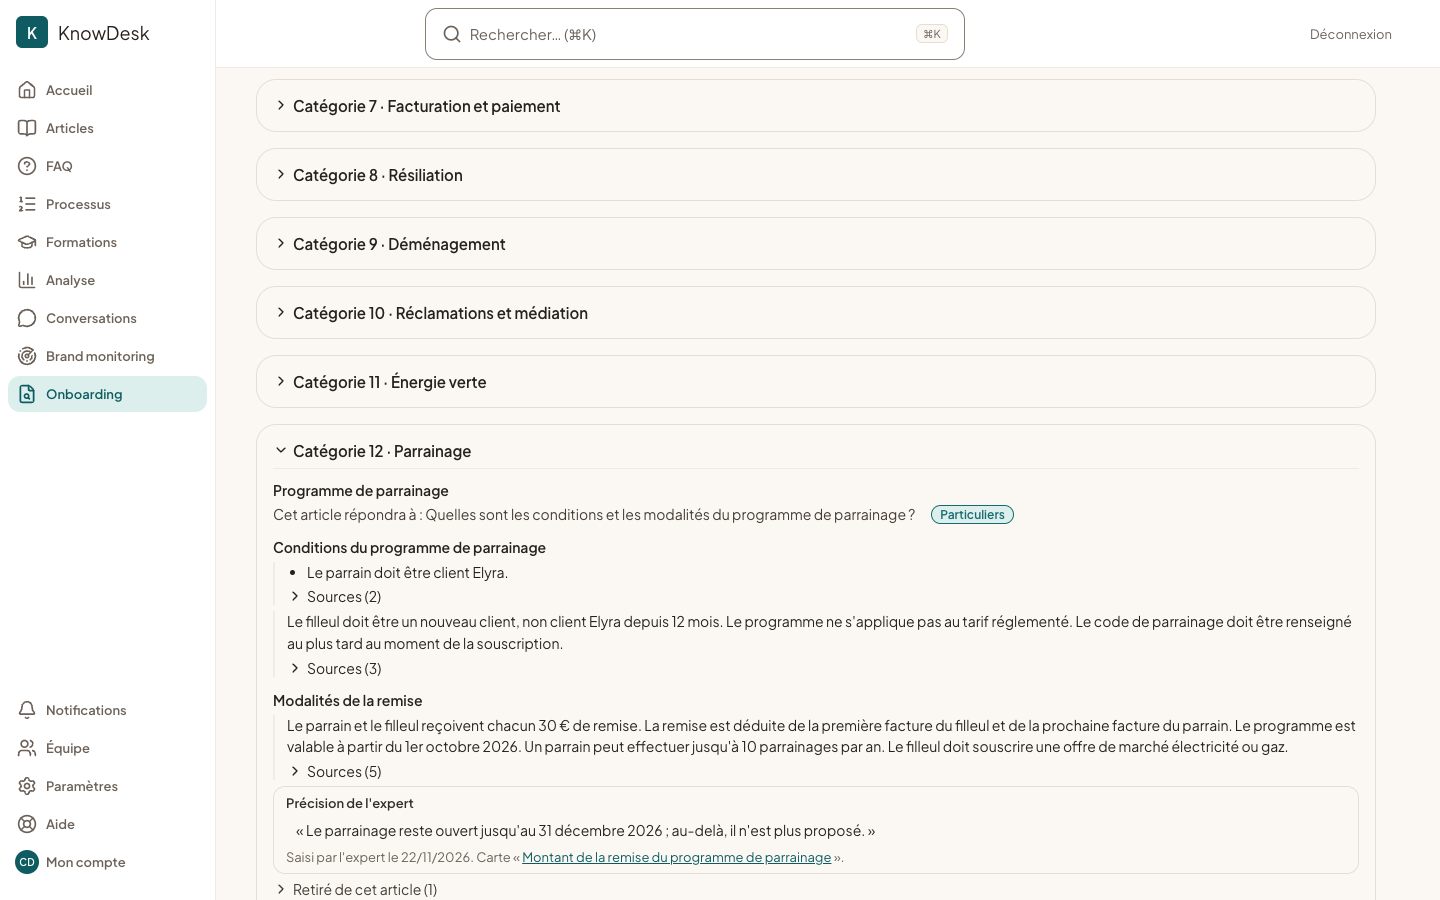 K KnowDesk
Rechercher... (⌘K)
⌘K
Déconnexion
Accueil
Articles
FAQ
Processus
Formations
Analyse
Conversations
Brand monitoring
Onboarding
Notifications
Équipe
Paramètres
Aide
CD Mon compte
Catégorie 7 · Facturation et paiement
Catégorie 8 · Résiliation
Catégorie 9 · Déménagement
Catégorie 10 · Réclamations et médiation
Catégorie 11 · Énergie verte
Catégorie 12 · Parrainage
Programme de parrainage
Cet article répondra à : Quelles sont les conditions et les modalités du programme de parrainage ? Particuliers
Conditions du programme de parrainage
• Le parrain doit être client Elyra.
Sources (2)
Le filleul doit être un nouveau client, non client Elyra depuis 12 mois. Le programme ne s'applique pas au tarif réglementé. Le code de parrainage doit être renseigné
au plus tard au moment de la souscription.
Sources (3)
Modalités de la remise
Le parrain et le filleul reçoivent chacun 30 € de remise. La remise est déduite de la première facture du filleul et de la prochaine facture du parrain. Le programme est
valable à partir du 1er octobre 2026. Un parrain peut effectuer jusqu'à 10 parrainages par an. Le filleul doit souscrire une offre de marché électricité ou gaz.
Sources (5)
Précision de l'expert
« Le parrainage reste ouvert jusqu'au 31 décembre 2026 ; au-delà, il n'est plus proposé. »
Saisi par l'expert le 22/11/2026. Carte « Montant de la remise du programme de parrainage ».
Retiré de cet article (1)